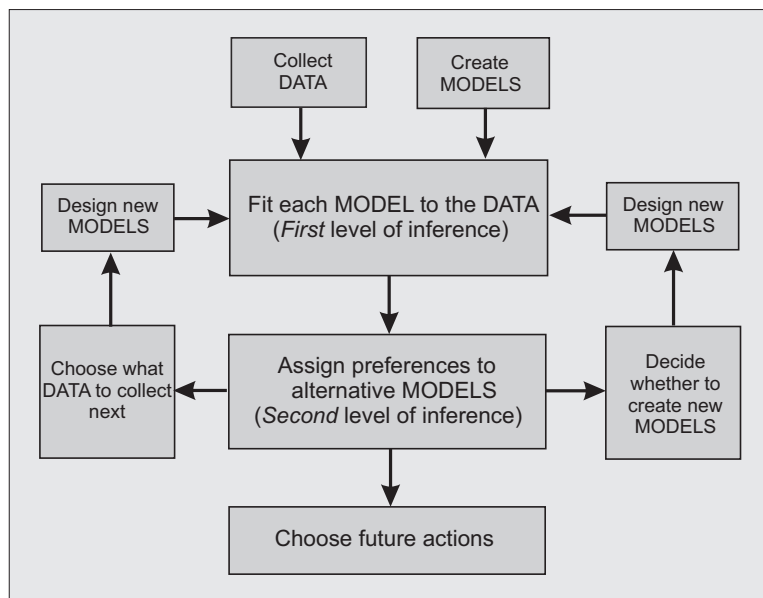 Collect
DATA
Create
MODELS
Design new
MODELS
Fit each MODEL to the DATA
(First level of inference)
Design new
MODELS
Choose what
DATA to collect
next
Assign preferences to
alternative MODELS
(Second level of inference)
Decide
whether to
create new
MODELS
Choose future actions